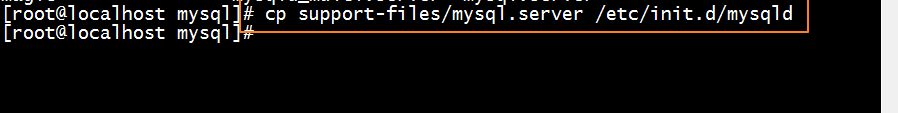 [root@localhost mysql]# cp support-files/mysql.server /etc/init.d/mysqld
[root@localhost mysql]#